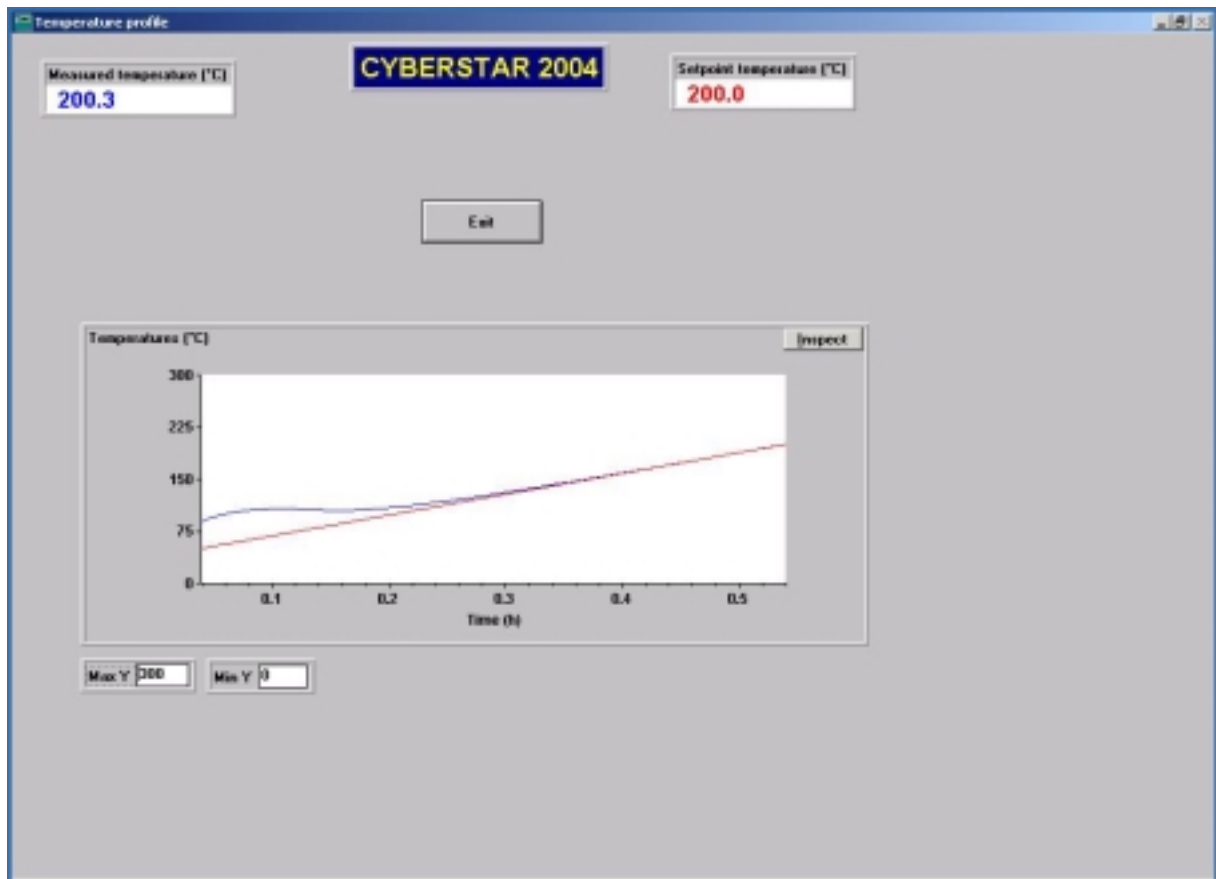 Temperature profile
CYBERSTAR 2004
Measured temperature (°C)
200.3
Setpoint temperature (°C)
200.0
Exit
Temperatures (°C)
Inspect
300
225
150
75
0
0.1 0.2 0.3 0.4 0.5
Time (h)
Max Y 300 Min Y 0